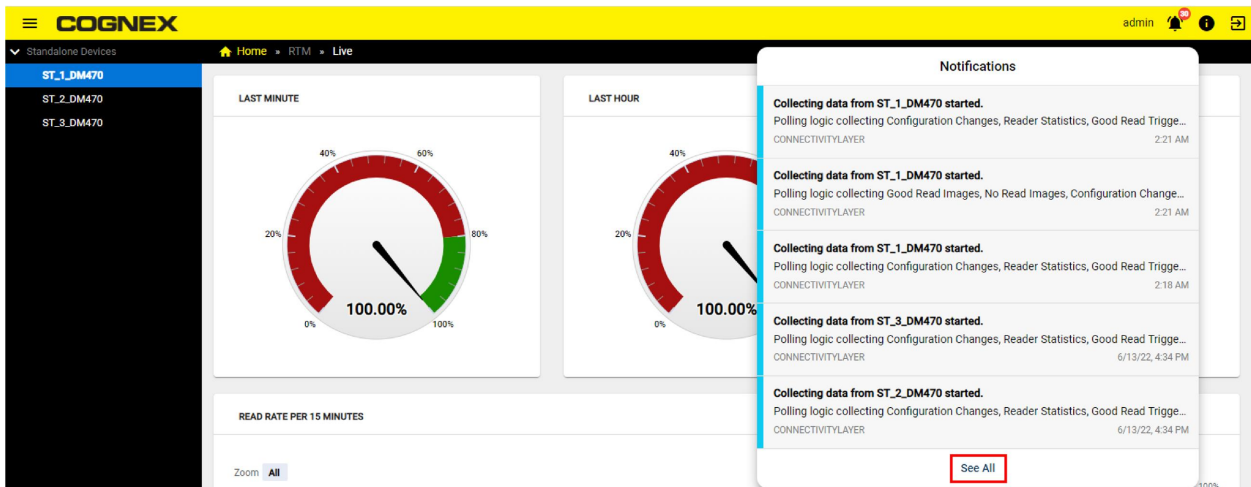 COGNEX
admin
30
Standalone Devices
Home » RTM » Live
ST_1_DM470
ST_2_DM470
ST_3_DM470
LAST MINUTE
40%
60%
20%
80%
100.00%
0%
100%
LAST HOUR
40%
20%
100.00%
0%
READ RATE PER 15 MINUTES
Zoom All
100%
Notifications
Collecting data from ST_1_DM470 started.
Polling logic collecting Configuration Changes, Reader Statistics, Good Read Trigge...
CONNECTIVITYLAYER 2:21 AM
Collecting data from ST_1_DM470 started.
Polling logic collecting Good Read Images, No Read Images, Configuration Change...
CONNECTIVITYLAYER 2:21 AM
Collecting data from ST_1_DM470 started.
Polling logic collecting Configuration Changes, Reader Statistics, Good Read Trigge...
CONNECTIVITYLAYER 2:18 AM
Collecting data from ST_3_DM470 started.
Polling logic collecting Configuration Changes, Reader Statistics, Good Read Trigge...
CONNECTIVITYLAYER 6/13/22, 4:34 PM
Collecting data from ST_2_DM470 started.
Polling logic collecting Configuration Changes, Reader Statistics, Good Read Trigge...
CONNECTIVITYLAYER 6/13/22, 4:34 PM
See All